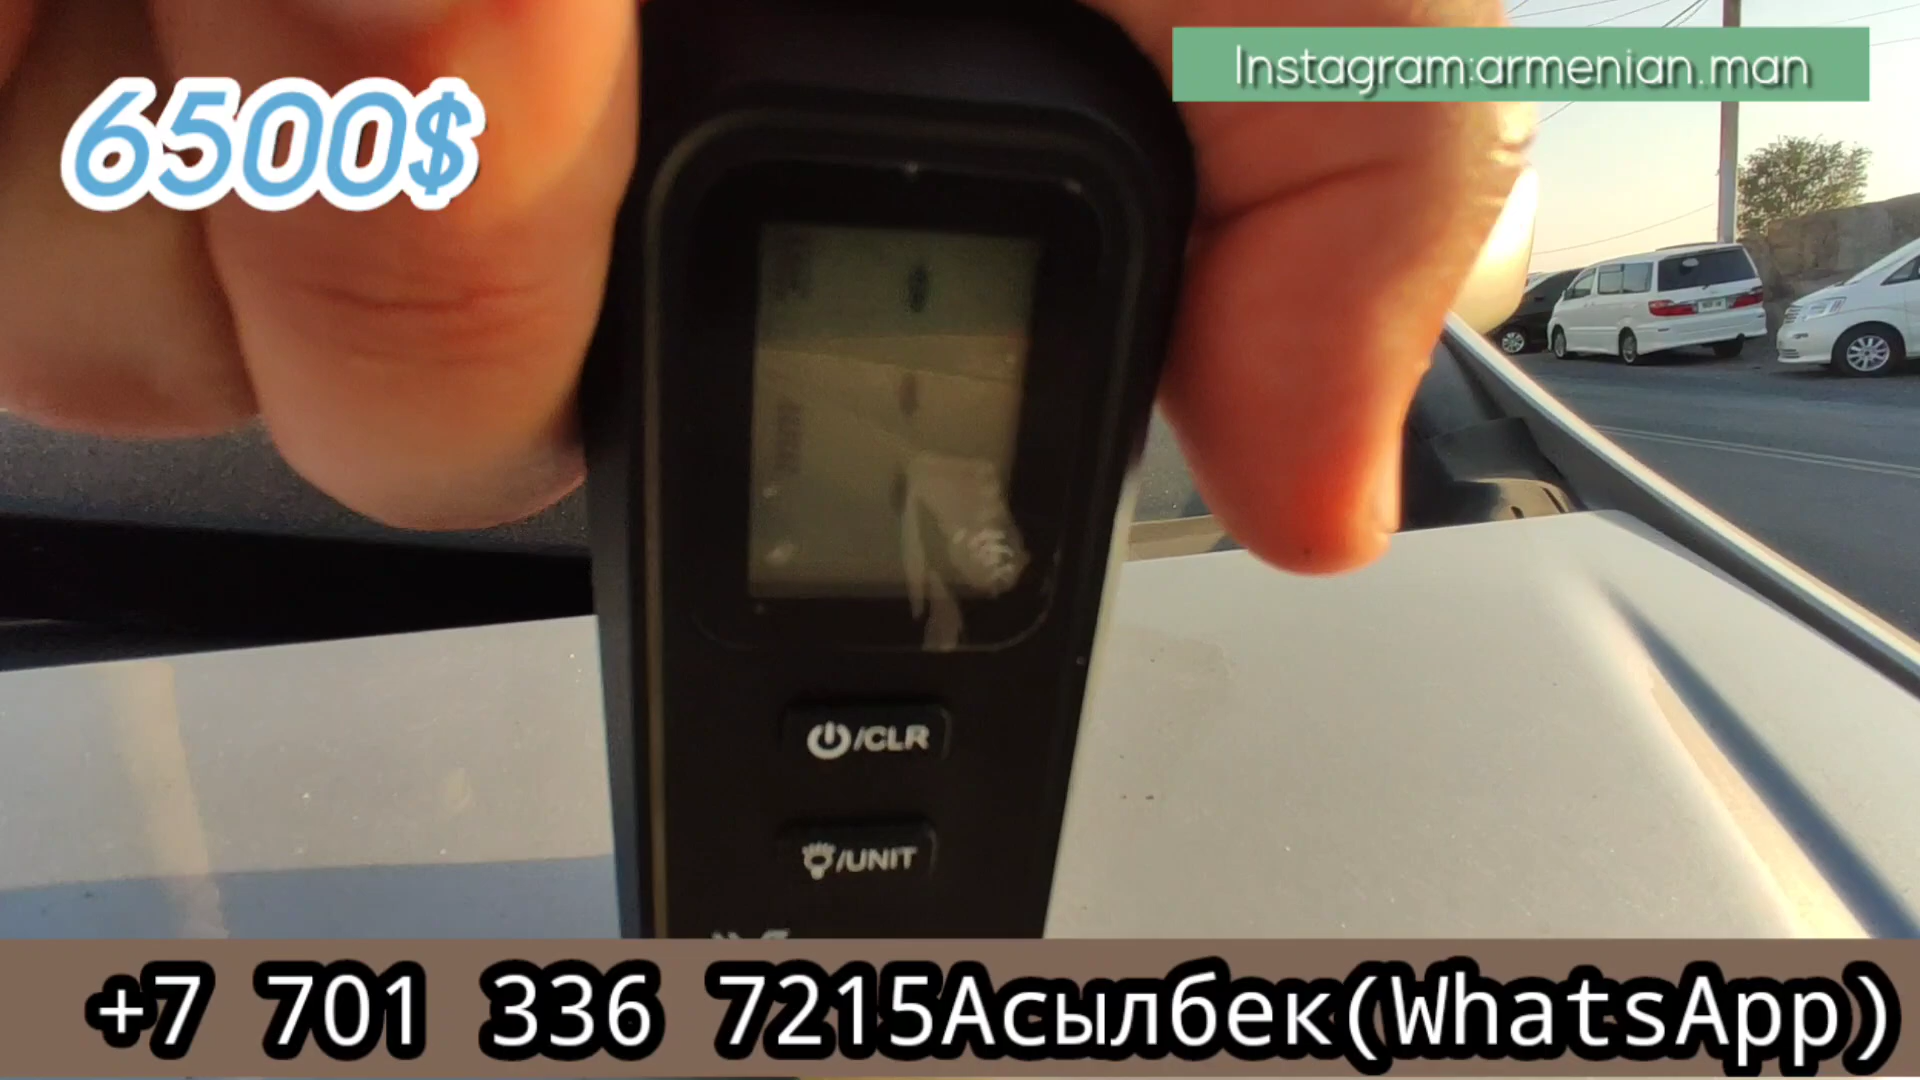 Instagram:armenian.man
6500$
/CLR
/UNIT
+7 701 336 7215Асылбек(WhatsApp)